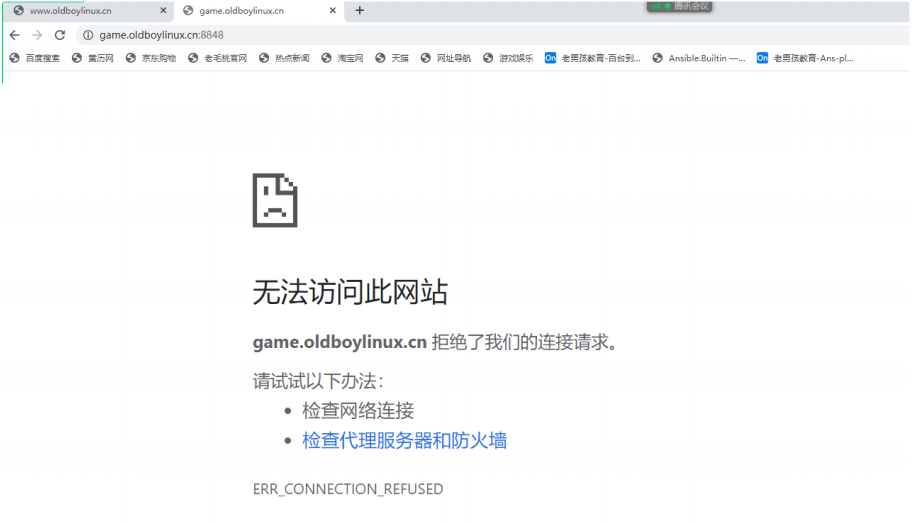 腾讯会议
www.oldboylinux.cn
game.oldboylinux.cn
game.oldboylinux.cn:8848
百度搜索 黄历网 京东购物 老毛桃官网 热点新闻 淘宝网 天猫 网址导航 游戏娱乐 On 老男孩教育-百台到... Ansible.Builtin —... On 老男孩教育-Ans-pl...
无法访问此网站
game.oldboylinux.cn 拒绝了我们的连接请求。
请试试以下办法：
• 检查网络连接
• 检查代理服务器和防火墙
ERR_CONNECTION_REFUSED